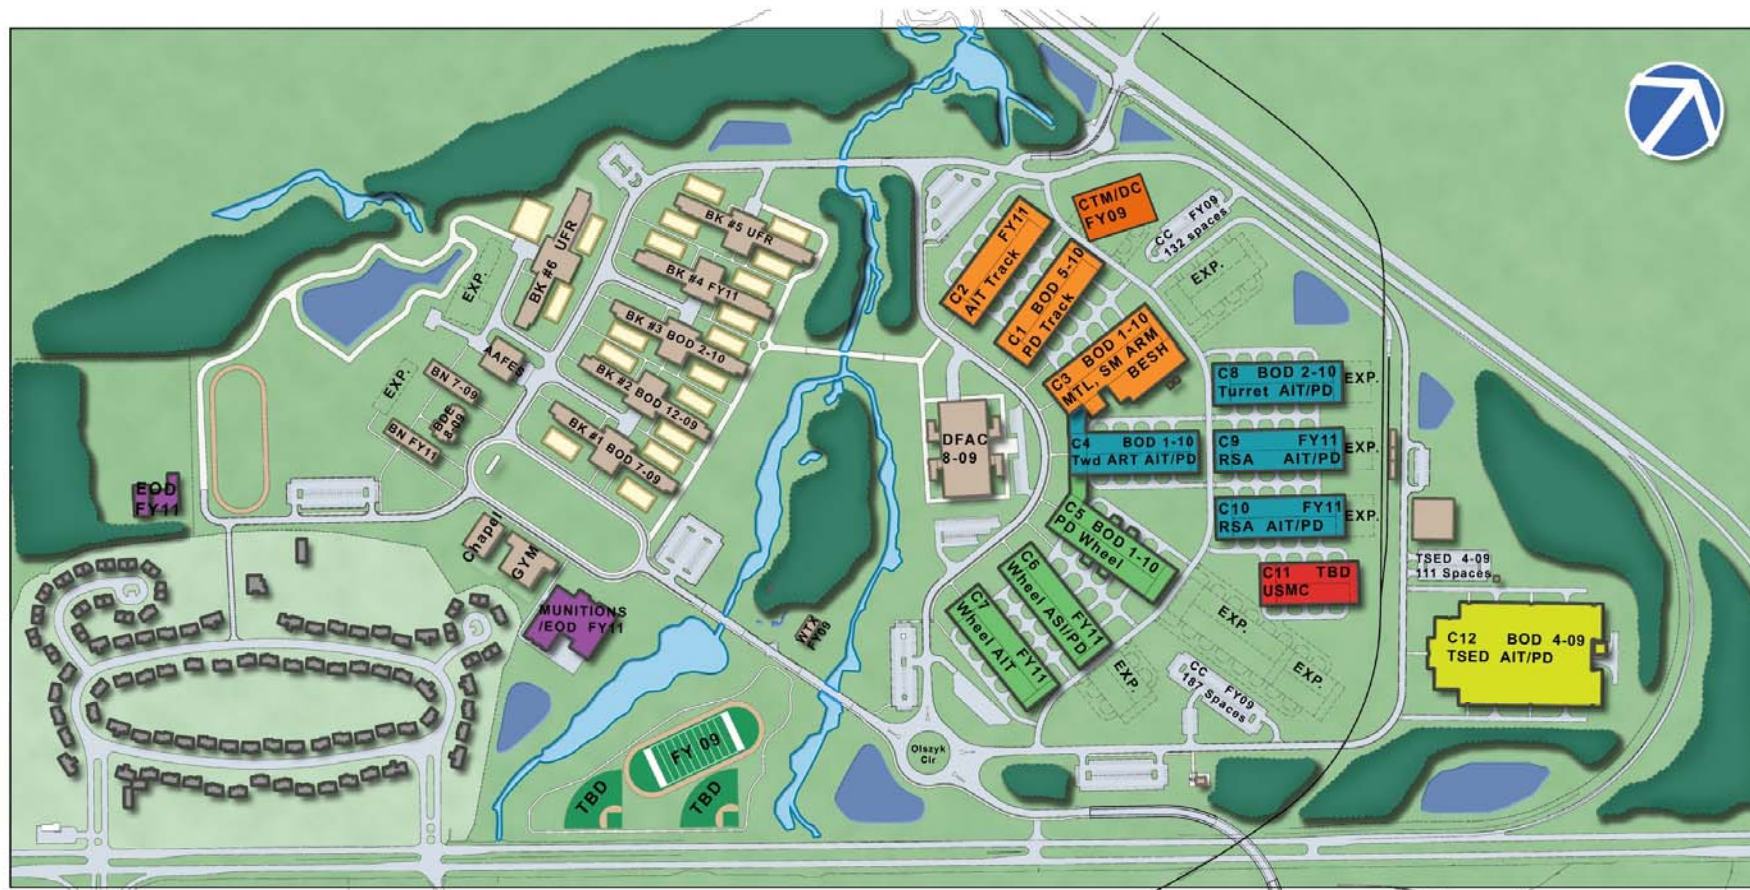 BK #6 UFR
BK #5 UFR
BK #4 FY11
BK #3 BOD 2-10
BK #2 BOD 12-09
BK #1 BOD 7-09
EXP.
AAFES
EXP.
BN 7-09
BDE
8-09
BN FY11
EOD
FY11
Chapel
GYM
MUNITIONS
/EOD FY11
WTX
FY09
FY 09
TBD
TBD
DFAC
8-09
C2 FY11
AIT Track
C1 BOD 5-10
PD Track
CTM/DC
FY09
CC FY09
132 spaces
EXP.
C3 BOD 1-10
MTL, SM ARM
BESH
C4 BOD 1-10
Twd ART AIT/PD
C5 BOD 1-10
PD Wheel
C6 FY11
Wheel ASI/PD
C7 FY11
Wheel AIT
C8 BOD 2-10
Turret AIT/PD
EXP.
C9 FY11
RSA AIT/PD
EXP.
C10 FY11
RSA AIT/PD
EXP.
C11 TBD
USMC
TSED 4-09
111 Spaces
C12 BOD 4-09
TSED AIT/PD
EXP.
EXP.
EXP.
CC FY09
187 Spaces
Olszyk
Cir